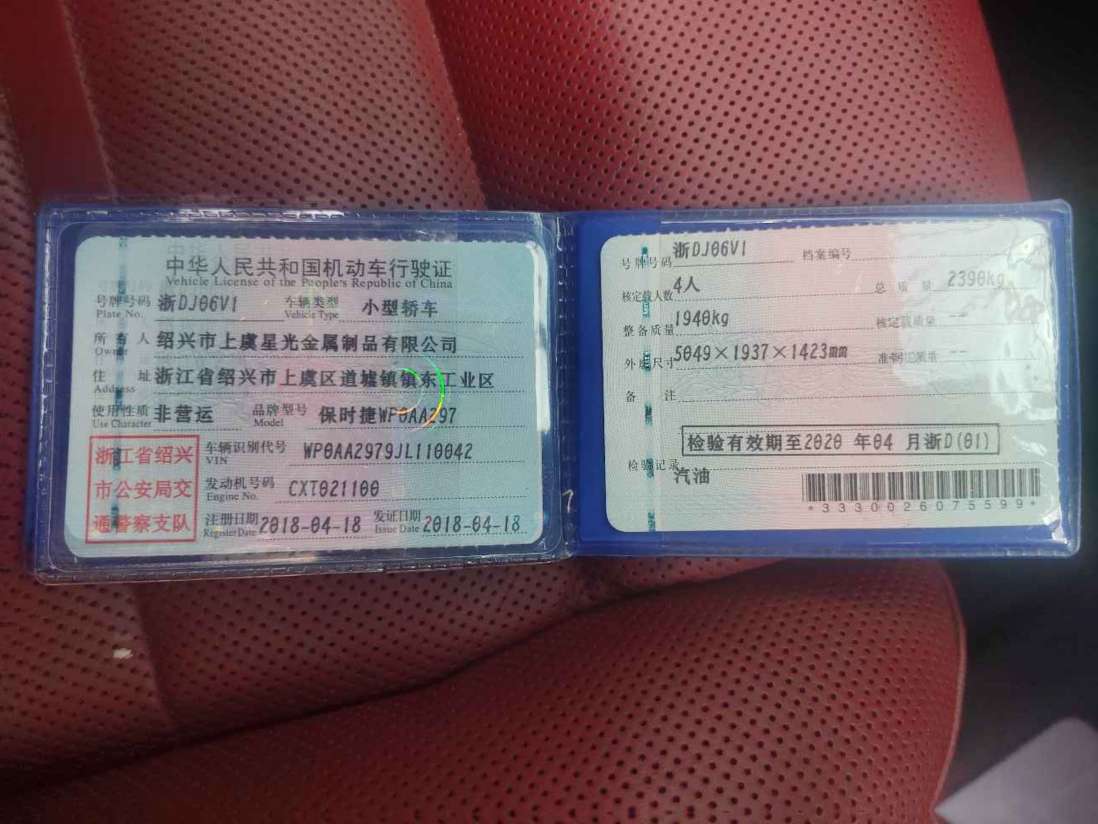 中华人民共和国机动车行驶证
Vehicle License of the People's Republic of China
号牌号码 浙DJ06V1 车辆类型 小型轿车
Plate No. Vehicle Type
所有人 绍兴市上虞星光金属制品有限公司
Owner
住址 浙江省绍兴市上虞区道墟镇镇东工业区
Address
使用性质 非营运 品牌型号 保时捷WP0AA297
Use Character Model
浙江省绍兴
市公安局交
通警察支队
车辆识别代号 WP0AA2979JL110042
VIN
发动机号码 CXT021100
Engine No.
注册日期 2018-04-18 发证日期 2018-04-18
Register Date Issue Date
号牌号码 浙DJ06V1 档案编号
核定载人数 4人 总质量 2390kg
整备质量 1940kg 核定载质量 --
外廓尺寸 5049×1937×1423mm 准牵引总质量 --
备注
检验有效期至2020 年04 月浙D(01)
检验记录
汽油
*3330026075599*